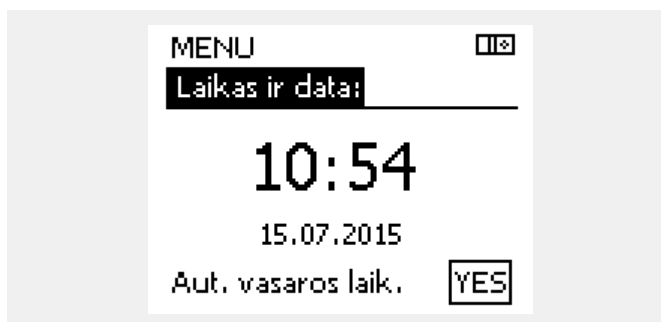 MENU
Laikas ir data:
10:54
15.07.2015
Aut. vasaros laik. YES